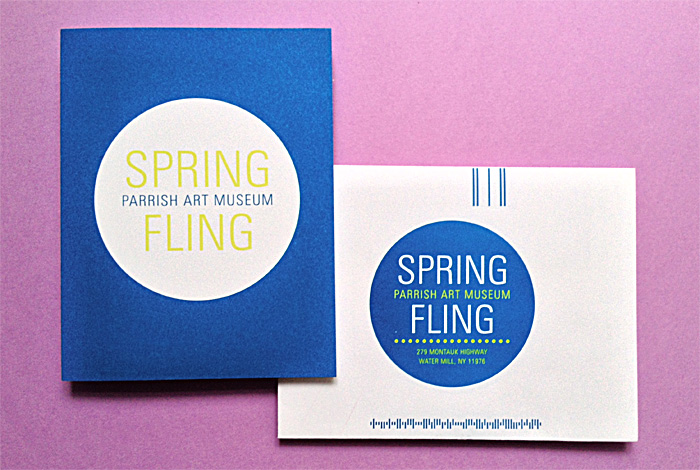 SPRING
PARRISH ART MUSEUM
FLING
SPRING
PARRISH ART MUSEUM
FLING
279 MONTAUK HIGHWAY
WATER MILL, NY 11976